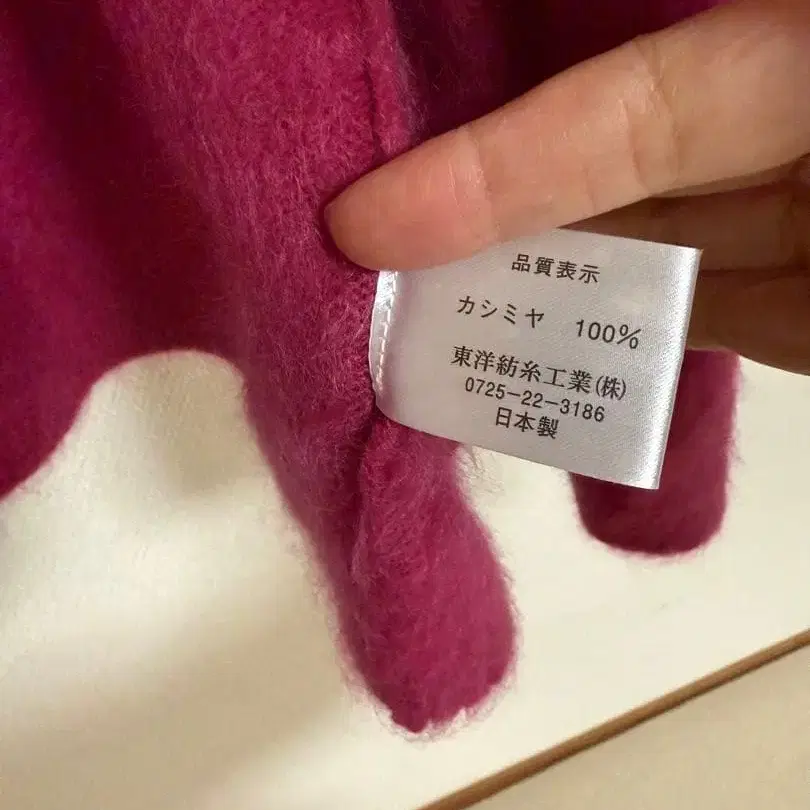 品質表示
カシミヤ 100%
東洋紡糸工業(株)
0725-22-3186
日本製